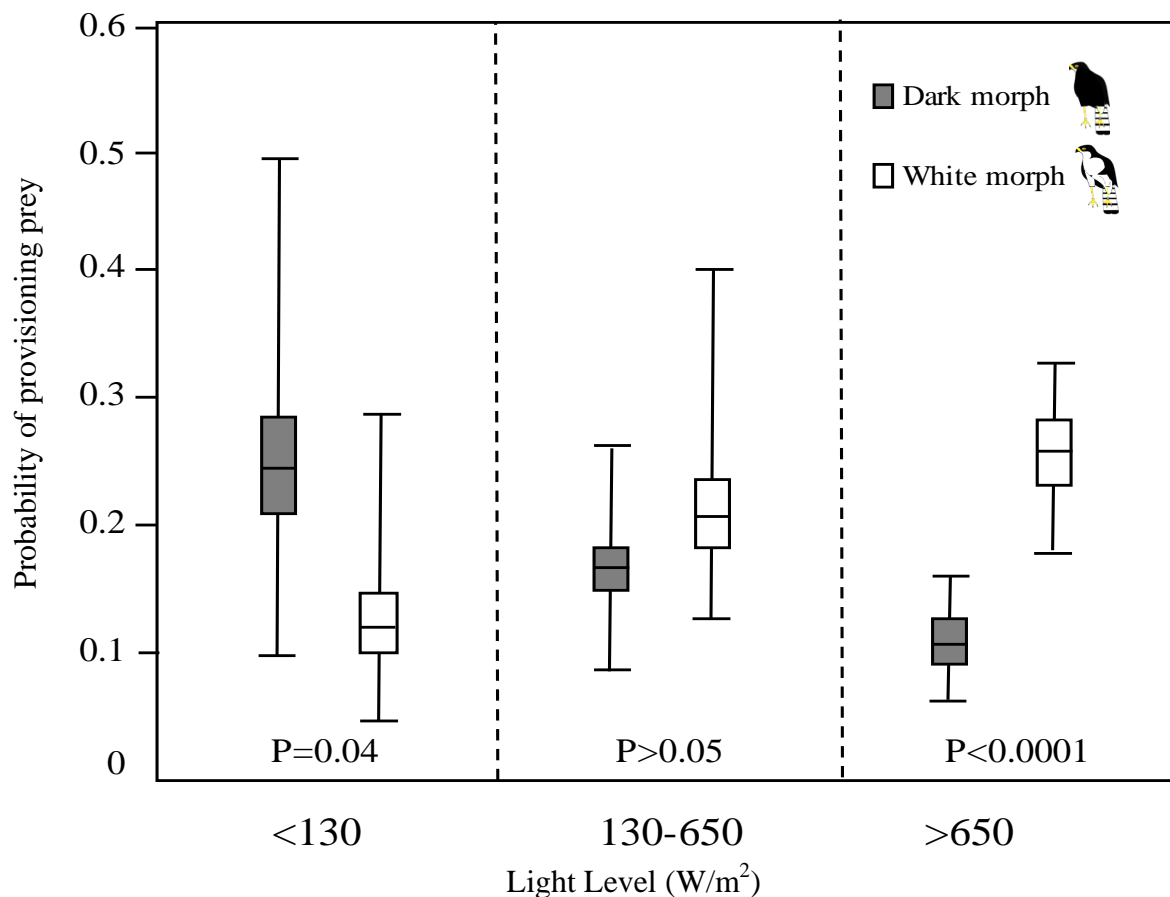 0.6
0.5
0.4
0.3
0.2
0.1
0
Probability of provisioning prey
Dark morph
White morph
P=0.04
P>0.05
P<0.0001
<130
130-650
>650
Light Level (W/m²)